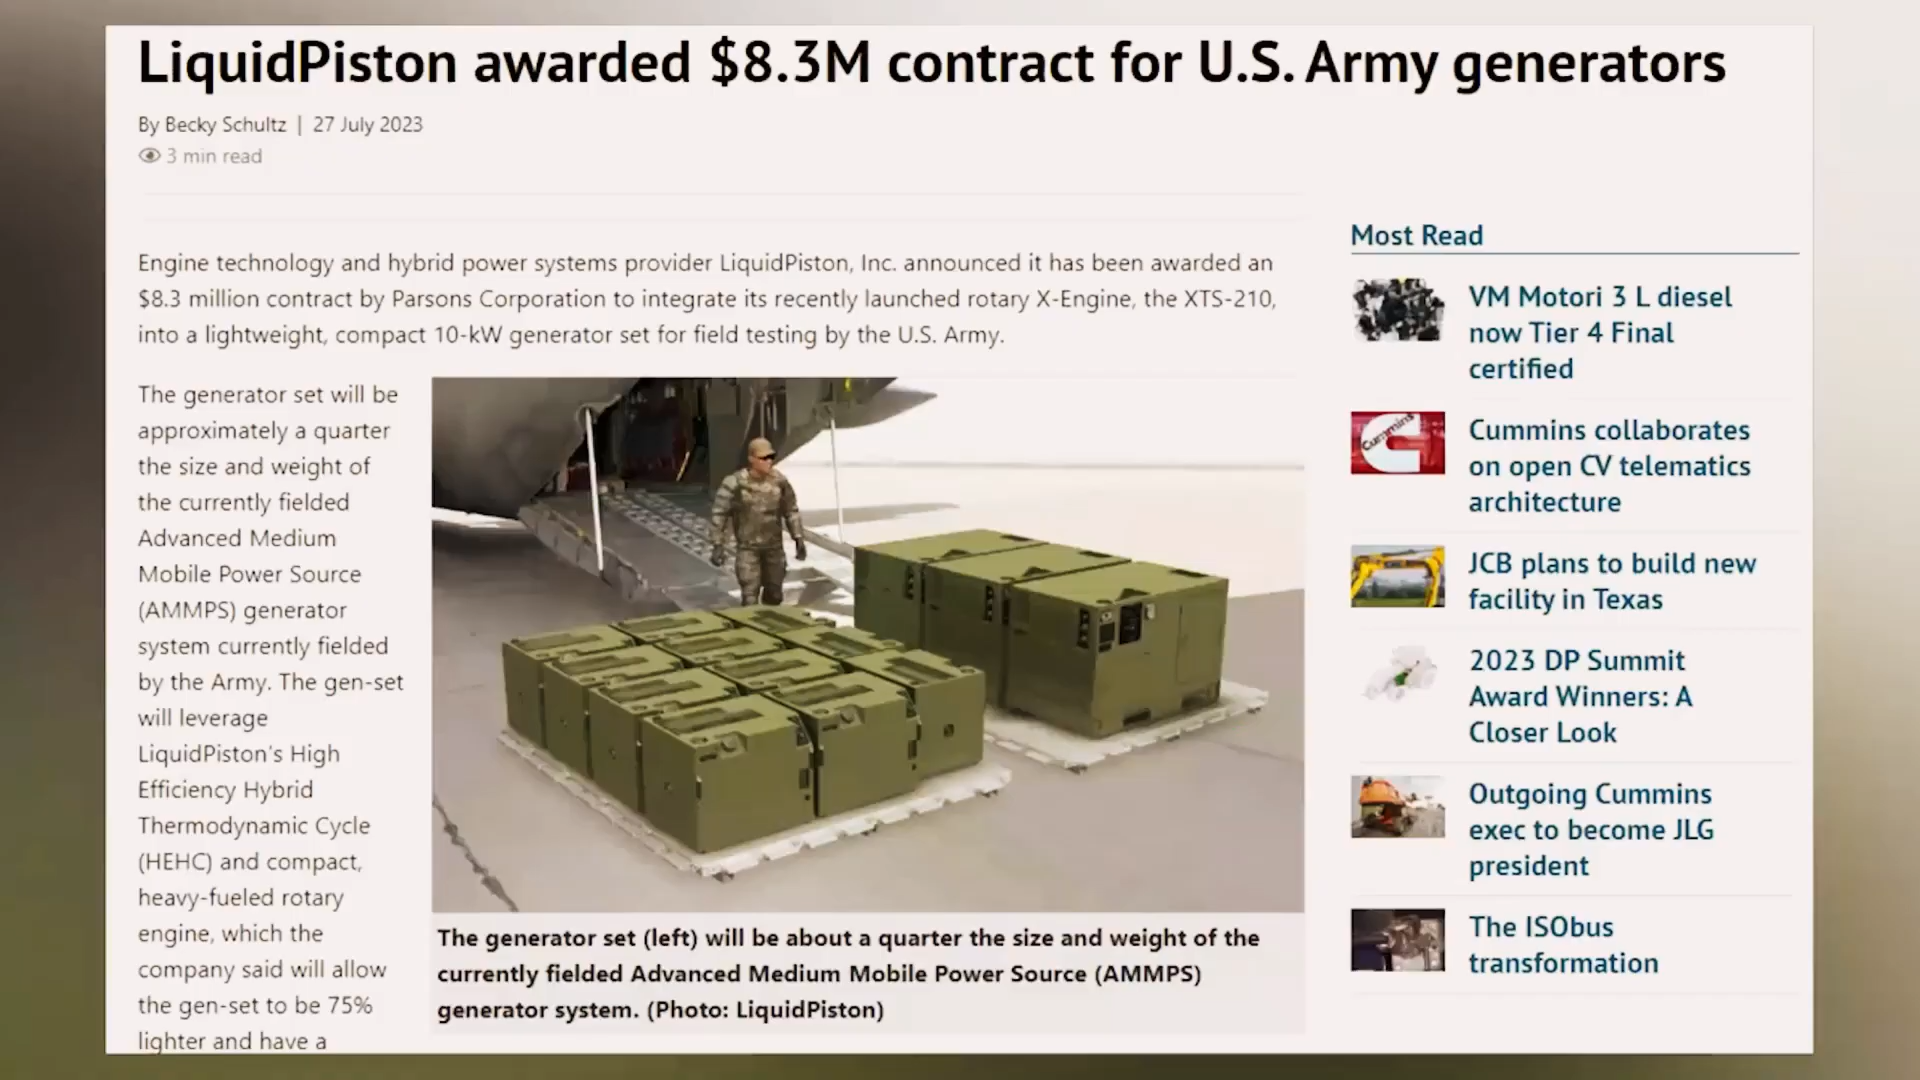 LiquidPiston awarded $8.3M contract for U.S. Army generators
By Becky Schultz | 27 July 2023
3 min read
Engine technology and hybrid power systems provider LiquidPiston, Inc. announced it has been awarded an
$8.3 million contract by Parsons Corporation to integrate its recently launched rotary X-Engine, the XTS-210,
into a lightweight, compact 10-kW generator set for field testing by the U.S. Army.
The generator set will be
approximately a quarter
the size and weight of
the currently fielded
Advanced Medium
Mobile Power Source
(AMMPS) generator
system currently fielded
by the Army. The gen-set
will leverage
LiquidPiston's High
Efficiency Hybrid
Thermodynamic Cycle
(HEHC) and compact,
heavy-fueled rotary
engine, which the
company said will allow
the gen-set to be 75%
lighter and have a
The generator set (left) will be about a quarter the size and weight of the
currently fielded Advanced Medium Mobile Power Source (AMMPS)
generator system. (Photo: LiquidPiston)
Most Read
VM Motori 3 L diesel
now Tier 4 Final
certified
Cummins
Cummins collaborates
on open CV telematics
architecture
JCB plans to build new
facility in Texas
2023 DP Summit
Award Winners: A
Closer Look
Outgoing Cummins
exec to become JLG
president
The ISObus
transformation